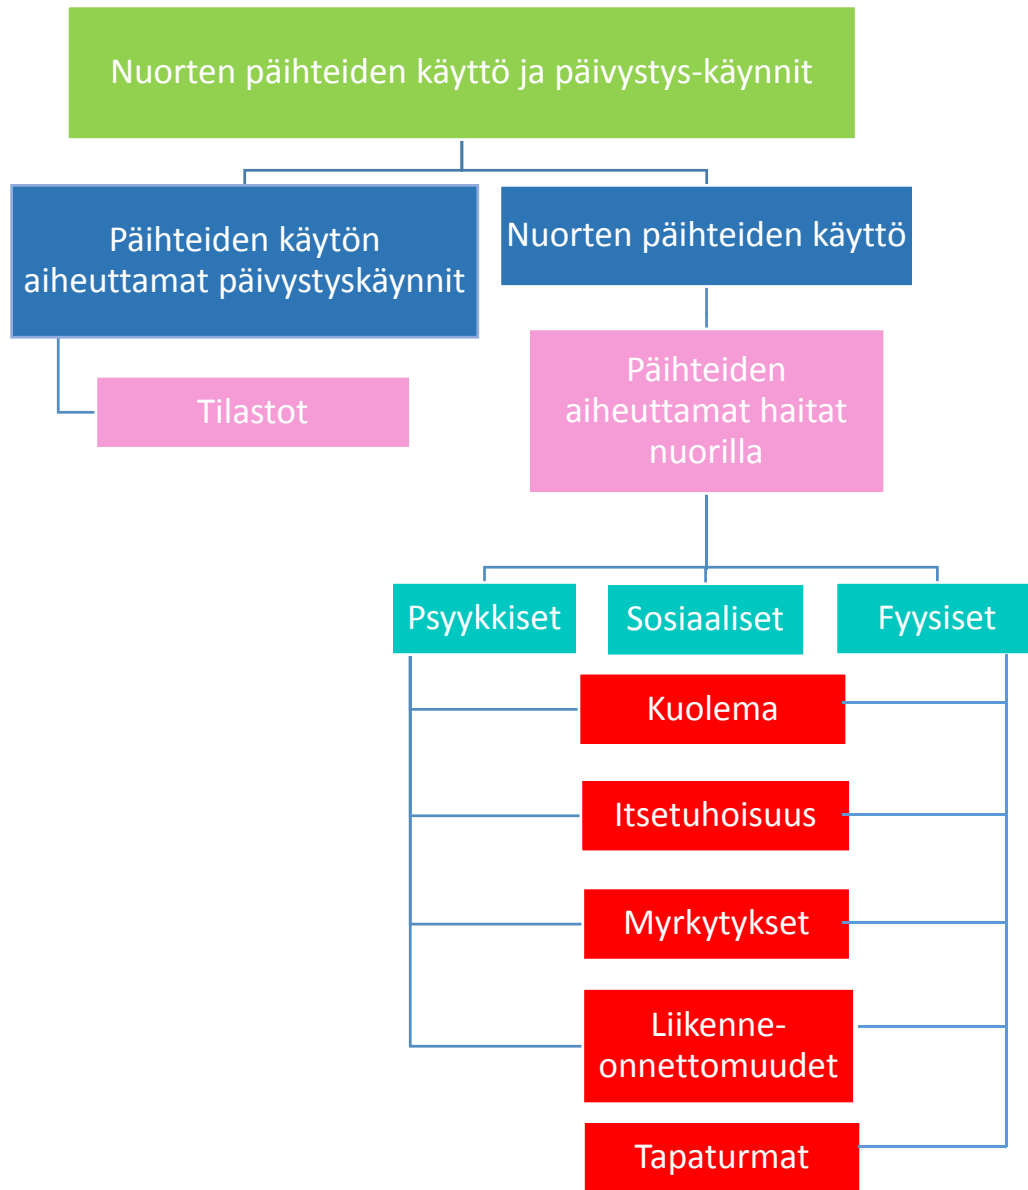 Nuorten päihteiden käyttö ja päivystys-käynnit
Päihteiden käytön
aiheuttamat päivystyskäynnit
Nuorten päihteiden käyttö
Tilastot
Päihteiden
aiheuttamat haitat
nuorilla
Psyykkiset
Sosiaaliset
Fyysiset
Kuolema
Itsetuhoisuus
Myrkytykset
Liikenne-
onnettomuudet
Tapaturmat